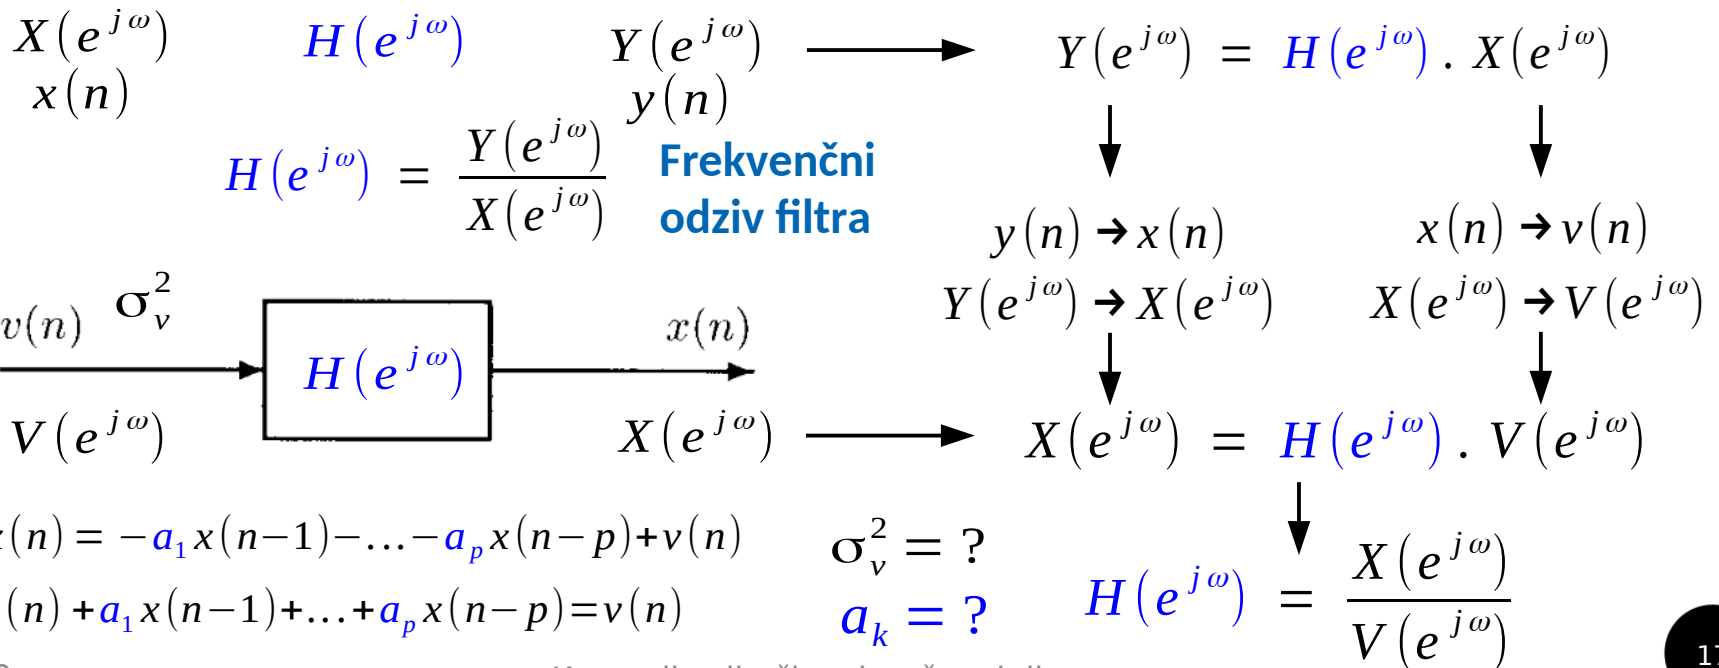 X(e^{jω}) H(e^{jω}) Y(e^{jω}) → Y(e^{jω}) = H(e^{jω}) . X(e^{jω})
x(n) y(n)
H(e^{jω}) = Y(e^{jω}) / X(e^{jω})
Frekvenčni
odziv filtra
y(n) → x(n) x(n) → v(n)
Y(e^{jω}) → X(e^{jω}) X(e^{jω}) → V(e^{jω})
v(n) σ_v^2 H(e^{jω}) x(n)
V(e^{jω}) X(e^{jω}) → X(e^{jω}) = H(e^{jω}) . V(e^{jω})
(n) = −a_1 x(n−1)−...−a_p x(n−p)+v(n)
σ_v^2 = ?
(n) +a_1 x(n−1)+...+a_p x(n−p)=v(n)
a_k = ?
H(e^{jω}) = X(e^{jω}) / V(e^{jω})